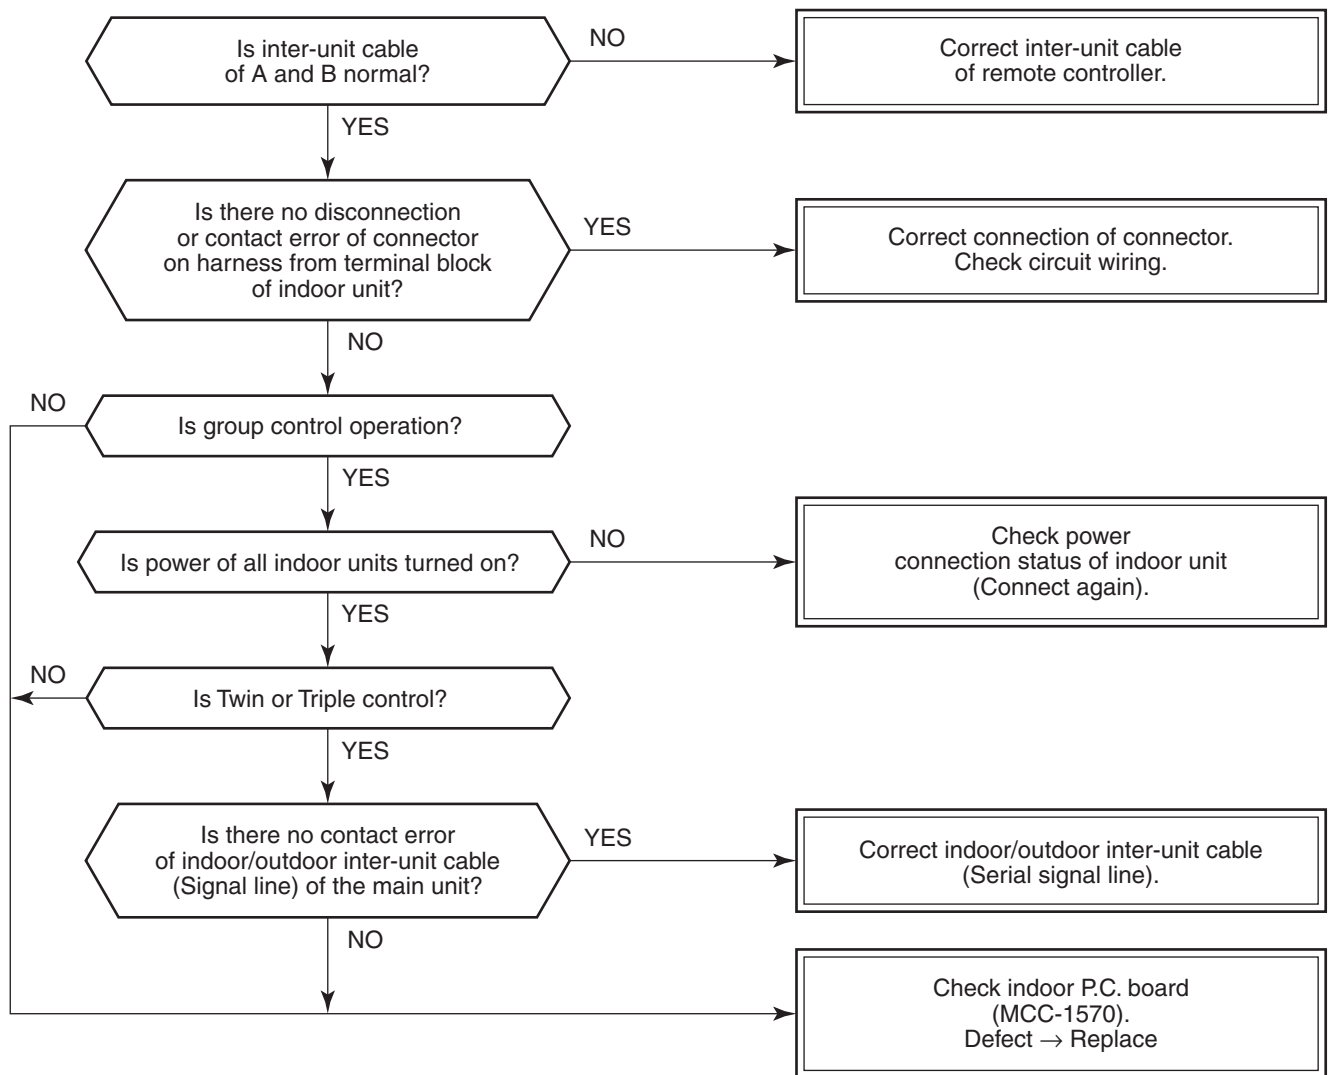 Is inter-unit cable
of A and B normal?
NO
Correct inter-unit cable
of remote controller.
YES
Is there no disconnection
or contact error of connector
on harness from terminal block
of indoor unit?
YES
Correct connection of connector.
Check circuit wiring.
NO
NO
Is group control operation?
YES
Is power of all indoor units turned on?
NO
Check power
connection status of indoor unit
(Connect again).
YES
NO
Is Twin or Triple control?
YES
Is there no contact error
of indoor/outdoor inter-unit cable
(Signal line) of the main unit?
YES
Correct indoor/outdoor inter-unit cable
(Serial signal line).
NO
Check indoor P.C. board
(MCC-1570).
Defect → Replace